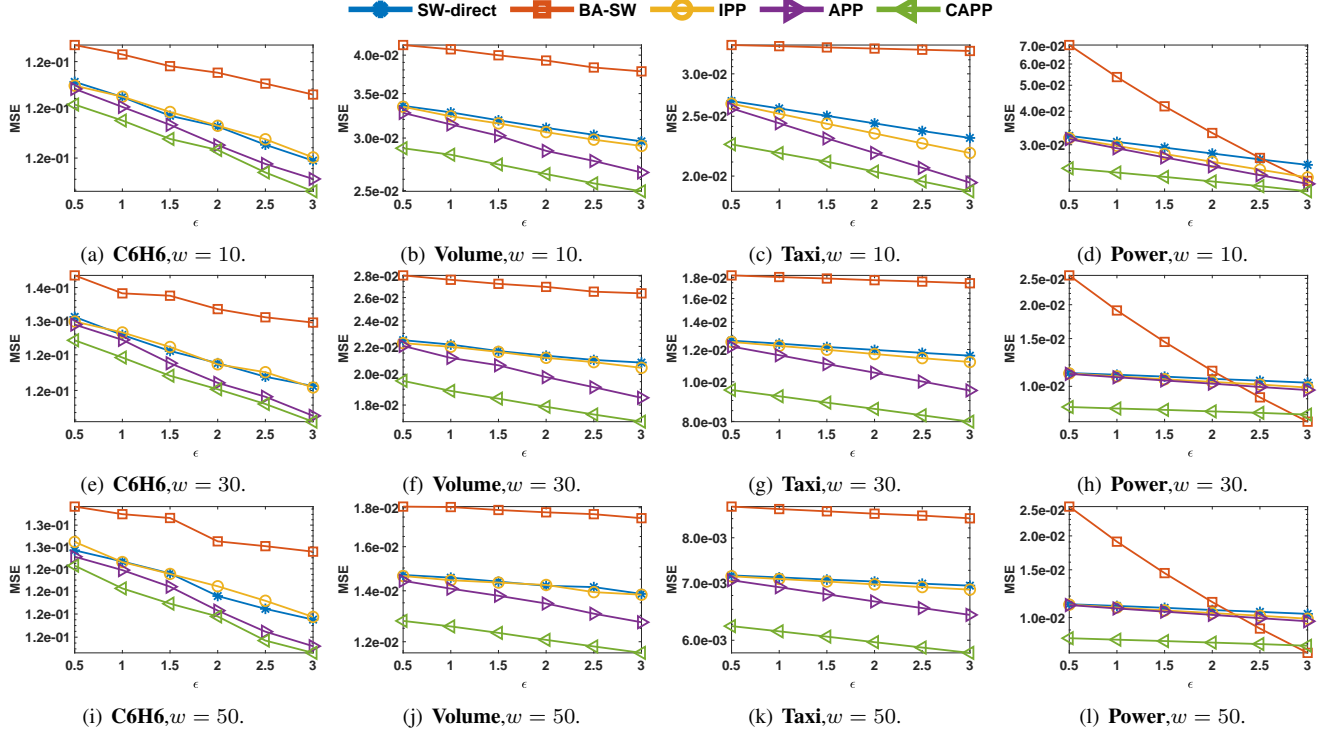 SW-direct BA-SW IPP APP CAPP
MSE
1.2e-01
1.2e-01
1.2e-01
0.5 1 1.5 2 2.5 3
ϵ
(a) C6H6,w = 10.
MSE
4.0e-02
3.5e-02
3.0e-02
2.5e-02
0.5 1 1.5 2 2.5 3
ϵ
(b) Volume,w = 10.
MSE
3.0e-02
2.5e-02
2.0e-02
0.5 1 1.5 2 2.5 3
ϵ
(c) Taxi,w = 10.
MSE
7.0e-02
6.0e-02
5.0e-02
4.0e-02
3.0e-02
0.5 1 1.5 2 2.5 3
ϵ
(d) Power,w = 10.
MSE
1.4e-01
1.3e-01
1.2e-01
1.2e-01
0.5 1 1.5 2 2.5 3
ϵ
(e) C6H6,w = 30.
MSE
2.8e-02
2.6e-02
2.4e-02
2.2e-02
2.0e-02
1.8e-02
0.5 1 1.5 2 2.5 3
ϵ
(f) Volume,w = 30.
MSE
1.8e-02
1.6e-02
1.4e-02
1.2e-02
1.0e-02
8.0e-03
0.5 1 1.5 2 2.5 3
ϵ
(g) Taxi,w = 30.
MSE
2.5e-02
2.0e-02
1.5e-02
1.0e-02
0.5 1 1.5 2 2.5 3
ϵ
(h) Power,w = 30.
MSE
1.3e-01
1.3e-01
1.2e-01
1.2e-01
1.2e-01
1.2e-01
0.5 1 1.5 2 2.5 3
ϵ
(i) C6H6,w = 50.
MSE
1.8e-02
1.6e-02
1.4e-02
1.2e-02
0.5 1 1.5 2 2.5 3
ϵ
(j) Volume,w = 50.
MSE
8.0e-03
7.0e-03
6.0e-03
0.5 1 1.5 2 2.5 3
ϵ
(k) Taxi,w = 50.
MSE
2.5e-02
2.0e-02
1.5e-02
1.0e-02
0.5 1 1.5 2 2.5 3
ϵ
(l) Power,w = 50.